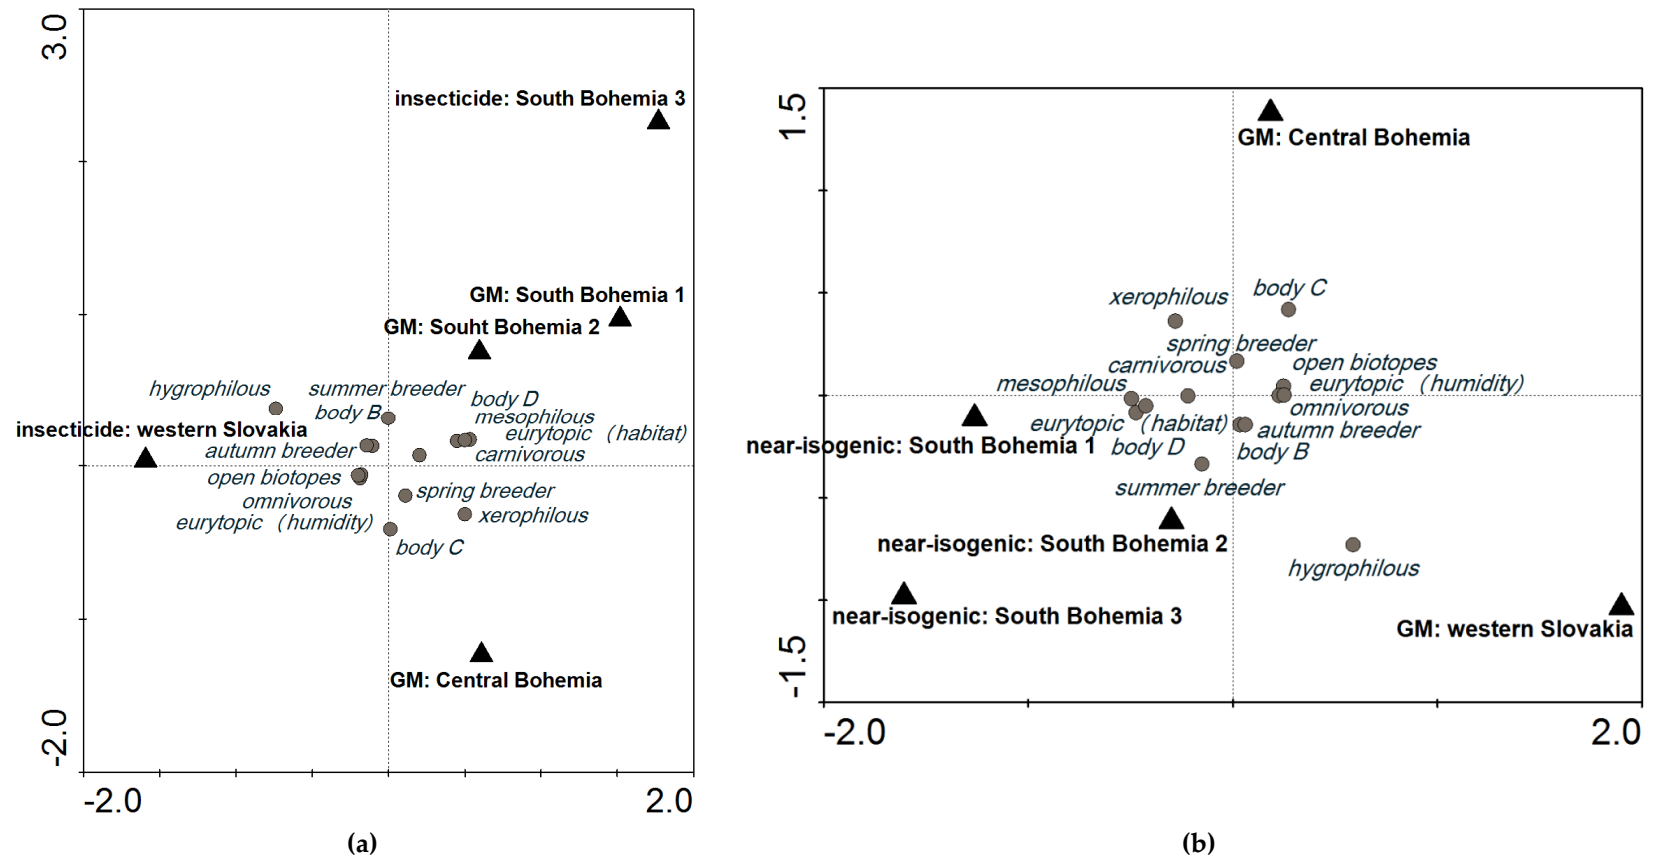 3.0
insecticide: South Bohemia 3
GM: South Bohemia 1
GM: Souht Bohemia 2
hygrophilous
summer breeder
body D
body B
mesophilous
insecticide: western Slovakia
eurytopic (habitat)
autumn breeder
carnivorous
open biotopes
spring breeder
omnivorous
xerophilous
eurytopic (humidity)
body C
GM: Central Bohemia
-2.0
-2.0
2.0
(a)
1.5
GM: Central Bohemia
body C
xerophilous
spring breeder
carnivorous
open biotopes
mesophilous
eurytopic (humidity)
omnivorous
eurytopic (habitat)
autumn breeder
near-isogenic: South Bohemia 1
body D
body B
summer breeder
near-isogenic: South Bohemia 2
hygrophilous
near-isogenic: South Bohemia 3
GM: western Slovakia
-1.5
-2.0
2.0
(b)